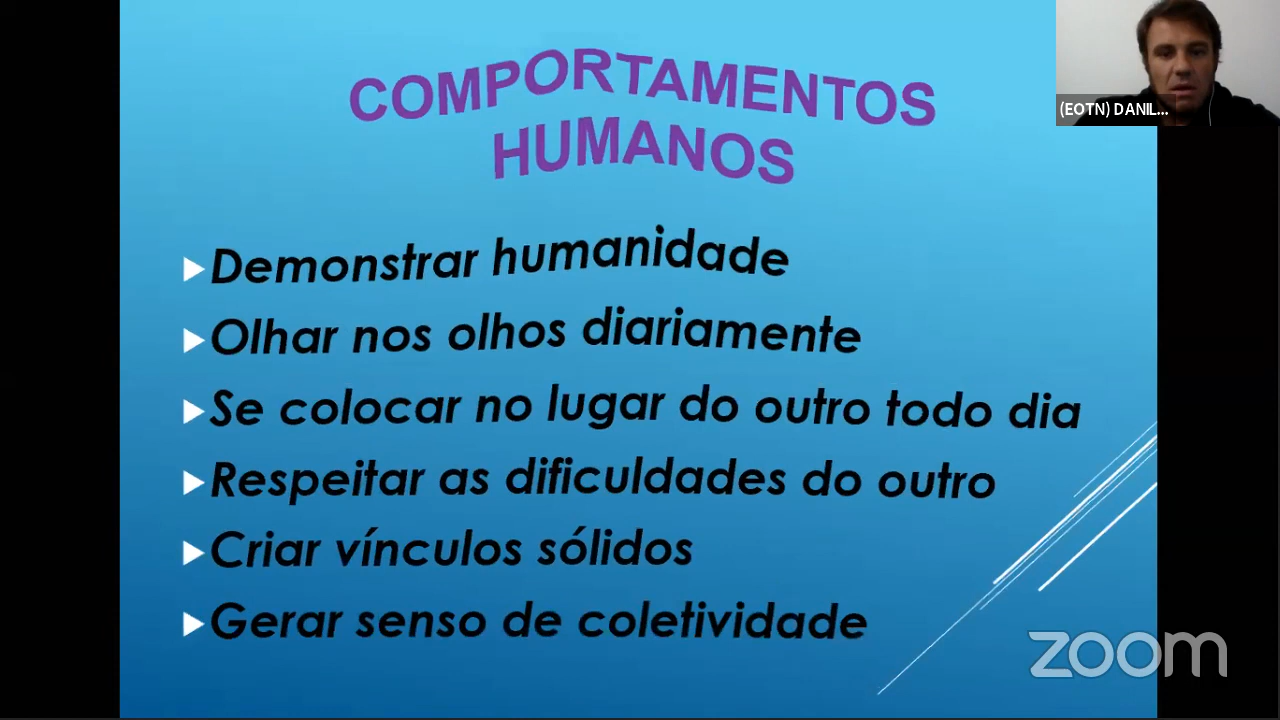 COMPORTAMENTOS
HUMANOS
(EOTN) DANIL...
Demonstrar humanidade
Olhar nos olhos diariamente
Se colocar no lugar do outro todo dia
Respeitar as dificuldades do outro
Criar vínculos sólidos
Gerar senso de coletividade
zoom